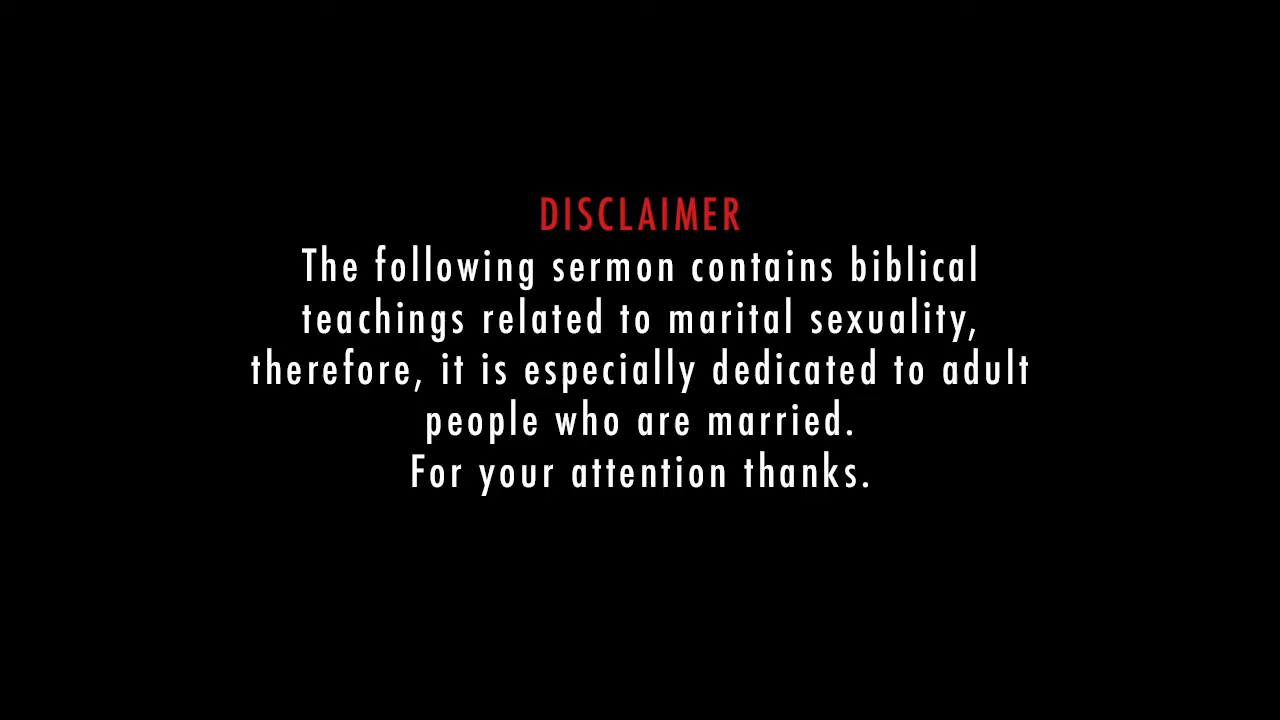 DISCLAIMER
The following sermon contains biblical
teachings related to marital sexuality,
therefore, it is especially dedicated to adult
people who are married.
For your attention thanks.